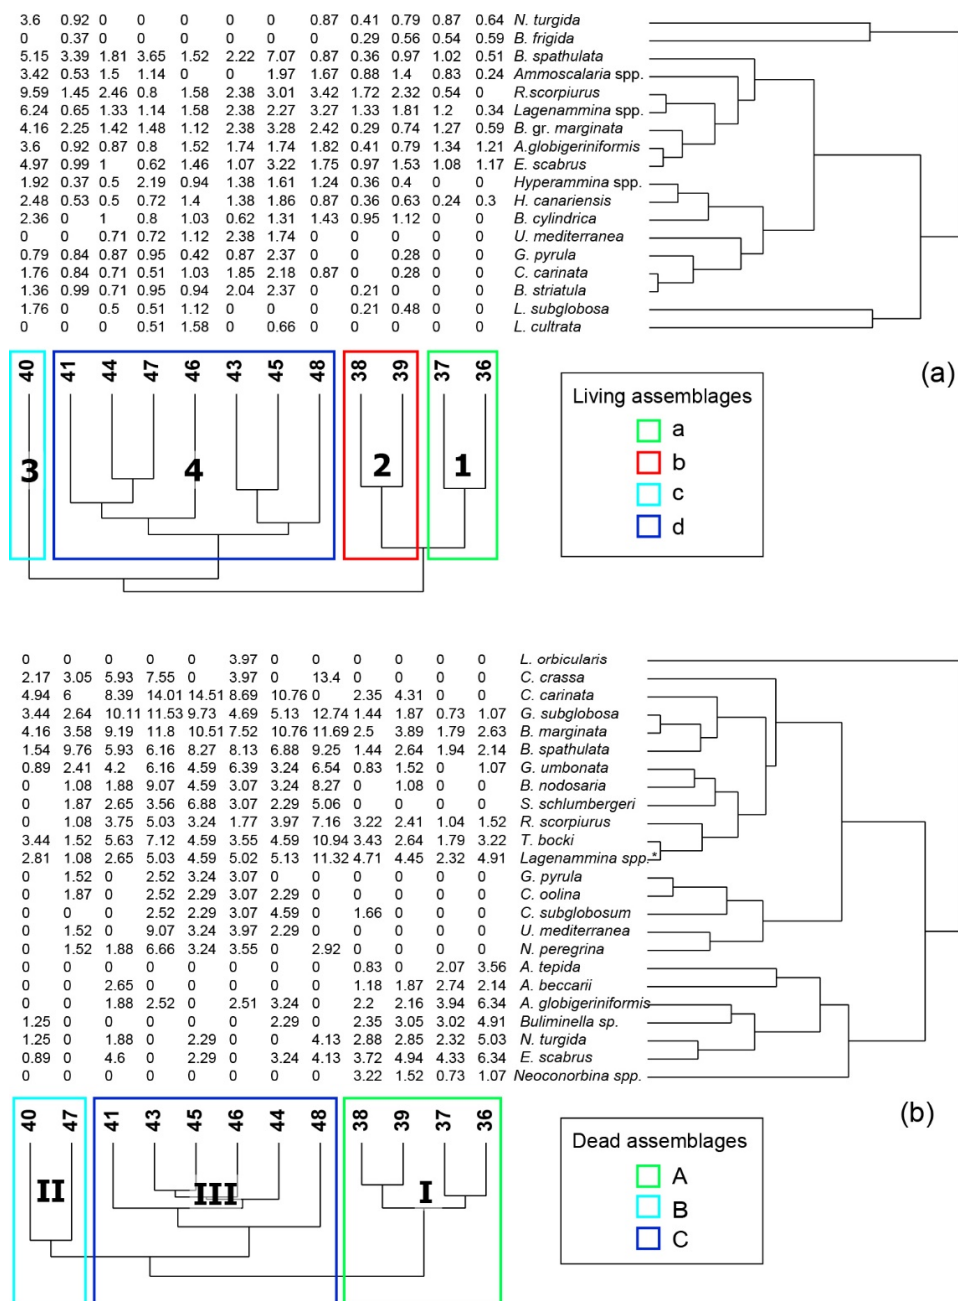 3.6 0.92 0 0 0 0 0 0.87 0.41 0.79 0.87 0.64 N. turgida
0 0.37 0 0 0 0 0 0 0.29 0.56 0.54 0.59 B. frigida
5.15 3.39 1.81 3.65 1.52 2.22 7.07 0.87 0.36 0.97 1.02 0.51 B. spathulata
3.42 0.53 1.5 1.14 0 0 1.97 1.67 0.88 1.4 0.83 0.24 Ammoscalaria spp.
9.59 1.45 2.46 0.8 1.58 2.38 3.01 3.42 1.72 2.32 0.54 0 R.scorpiurus
6.24 0.65 1.33 1.14 1.58 2.38 2.27 3.27 1.33 1.81 1.2 0.34 Lagenammina spp.
4.16 2.25 1.42 1.48 1.12 2.38 3.28 2.42 0.29 0.74 1.27 0.59 B. gr. marginata
3.6 0.92 0.87 0.8 1.52 1.74 1.74 1.82 0.41 0.79 1.34 1.21 A.globigeriniformis
4.97 0.99 1 0.62 1.46 1.07 3.22 1.75 0.97 1.53 1.08 1.17 E. scabrus
1.92 0.37 0.5 2.19 0.94 1.38 1.61 1.24 0.36 0.4 0 0 Hyperammina spp.
2.48 0.53 0.5 0.72 1.4 1.38 1.86 0.87 0.36 0.63 0.24 0.3 H. canariensis
2.36 0 1 0.8 1.03 0.62 1.31 1.43 0.95 1.12 0 0 B. cylindrica
0 0 0.71 0.72 1.12 2.38 1.74 0 0 0 0 0 U. mediterranea
0.79 0.84 0.87 0.95 0.42 0.87 2.37 0 0 0.28 0 0 G. pyrula
1.76 0.84 0.71 0.51 1.03 1.85 2.18 0.87 0 0.28 0 0 C. carinata
1.36 0.99 0.71 0.95 0.94 2.04 2.37 0 0.21 0 0 0 B. striatula
1.76 0 0.5 0.51 1.12 0 0 0 0.21 0.48 0 0 L. subglobosa
0 0 0 0.51 1.58 0 0.66 0 0 0 0 0 L. cultrata
40 41 44 47 46 43 45 48 38 39 37 36
3 4 2 1
(a)
Living assemblages
a
b
c
d
0 0 0 0 0 3.97 0 0 0 0 0 0 L. orbicularis
2.17 3.05 5.93 7.55 0 3.97 0 13.4 0 0 0 0 C. crassa
4.94 6 8.39 14.01 14.51 8.69 10.76 0 2.35 4.31 0 0 C. carinata
3.44 2.64 10.11 11.53 9.73 4.69 5.13 12.74 1.44 1.87 0.73 1.07 G. subglobosa
4.16 3.58 9.19 11.8 10.51 7.52 10.76 11.69 2.5 3.89 1.79 2.63 B. marginata
1.54 9.76 5.93 6.16 8.27 8.13 6.88 9.25 1.44 2.64 1.94 2.14 B. spathulata
0.89 2.41 4.2 6.16 4.59 6.39 3.24 6.54 0.83 1.52 0 1.07 G. umbonata
0 1.08 1.88 9.07 4.59 3.07 3.24 8.27 0 1.08 0 0 B. nodosaria
0 1.87 2.65 3.56 6.88 3.07 2.29 5.06 0 0 0 0 S. schlumbergeri
0 1.08 3.75 5.03 3.24 1.77 3.97 7.16 3.22 2.41 1.04 1.52 R. scorpiurus
3.44 1.52 5.63 7.12 4.59 3.55 4.59 10.94 3.43 2.64 1.79 3.22 T. bocki
2.81 1.08 2.65 5.03 4.59 5.02 5.13 11.32 4.71 4.45 2.32 4.91 Lagenammina spp.*
0 1.52 0 2.52 3.24 3.07 0 0 0 0 0 0 G. pyrula
0 1.87 0 2.52 2.29 3.07 2.29 0 0 0 0 0 C. oolina
0 0 0 2.52 2.29 3.07 4.59 0 1.66 0 0 0 C. subglobosum
0 1.52 0 9.07 3.24 3.97 2.29 0 0 0 0 0 U. mediterranea
0 1.52 1.88 6.66 3.24 3.55 0 2.92 0 0 0 0 N. peregrina
0 0 0 0 0 0 0 0 0.83 0 2.07 3.56 A. tepida
0 0 2.65 0 0 0 0 0 1.18 1.87 2.74 2.14 A. beccarii
0 0 1.88 2.52 0 2.51 3.24 0 2.2 2.16 3.94 6.34 A. globigeriniformis
1.25 0 0 0 0 0 2.29 0 2.35 3.05 3.02 4.91 Buliminella sp.
1.25 0 1.88 0 2.29 0 0 4.13 2.88 2.85 2.32 5.03 N. turgida
0.89 0 4.6 0 2.29 0 3.24 4.13 3.72 4.94 4.33 6.34 E. scabrus
0 0 0 0 0 0 0 0 3.22 1.52 0.73 1.07 Neoconorbina spp.
40 47 41 43 45 46 44 48 38 39 37 36
II III I
(b)
Dead assemblages
A
B
C